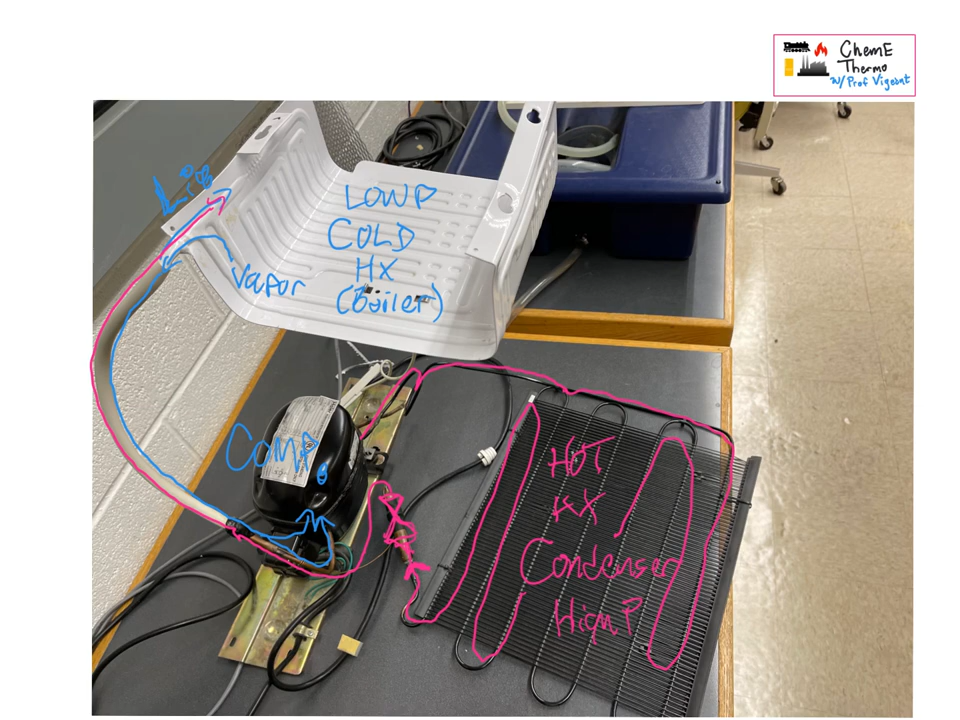 ChemE
Thermo
w/ Prof Vigeant
Liq
LOW P
COLD
HX
(Boiler)
Vapor
COMP
HOT
HX
Condenser
High P